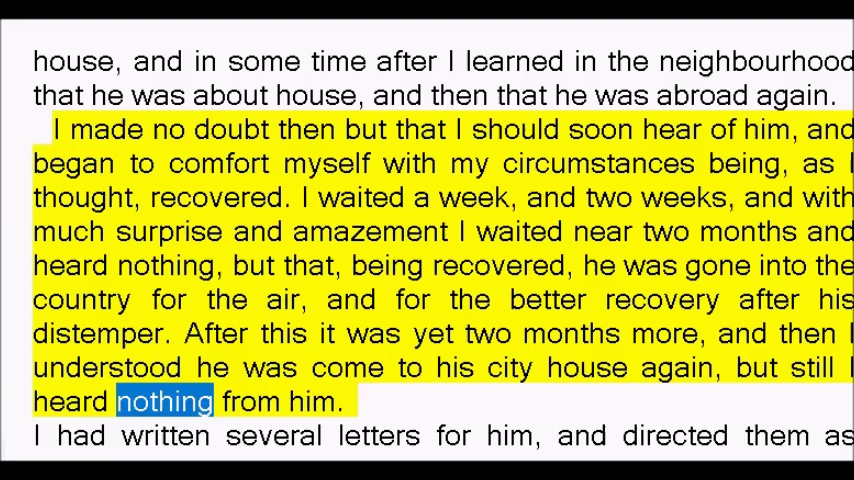 house, and in some time after I learned in the neighbourhood
that he was about house, and then that he was abroad again.
I made no doubt then but that I should soon hear of him, and
began to comfort myself with my circumstances being, as I
thought, recovered. I waited a week, and two weeks, and with
much surprise and amazement I waited near two months and
heard nothing, but that, being recovered, he was gone into the
country for the air, and for the better recovery after his
distemper. After this it was yet two months more, and then I
understood he was come to his city house again, but still I
heard nothing from him.
I had written several letters for him, and directed them as